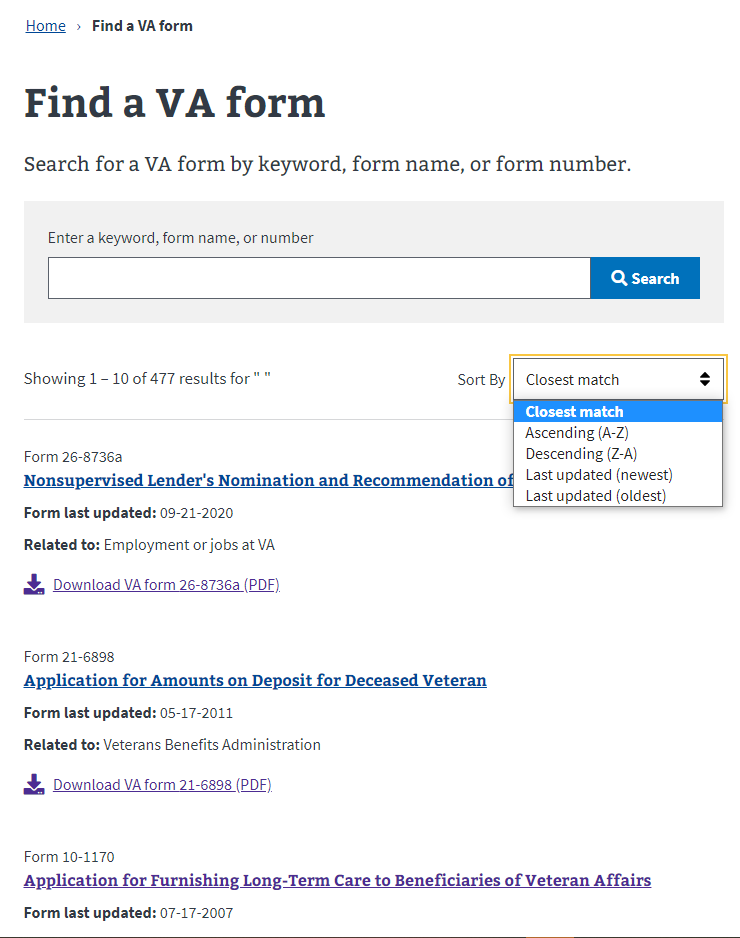 Home › Find a VA form
Find a VA form
Search for a VA form by keyword, form name, or form number.
Enter a keyword, form name, or number
Search
Showing 1 – 10 of 477 results for " "
Sort By Closest match
Closest match
Ascending (A-Z)
Descending (Z-A)
Last updated (newest)
Last updated (oldest)
Form 26-8736a
Nonsupervised Lender's Nomination and Recommendation of
Form last updated: 09-21-2020
Related to: Employment or jobs at VA
Download VA form 26-8736a (PDF)
Form 21-6898
Application for Amounts on Deposit for Deceased Veteran
Form last updated: 05-17-2011
Related to: Veterans Benefits Administration
Download VA form 21-6898 (PDF)
Form 10-1170
Application for Furnishing Long-Term Care to Beneficiaries of Veteran Affairs
Form last updated: 07-17-2007